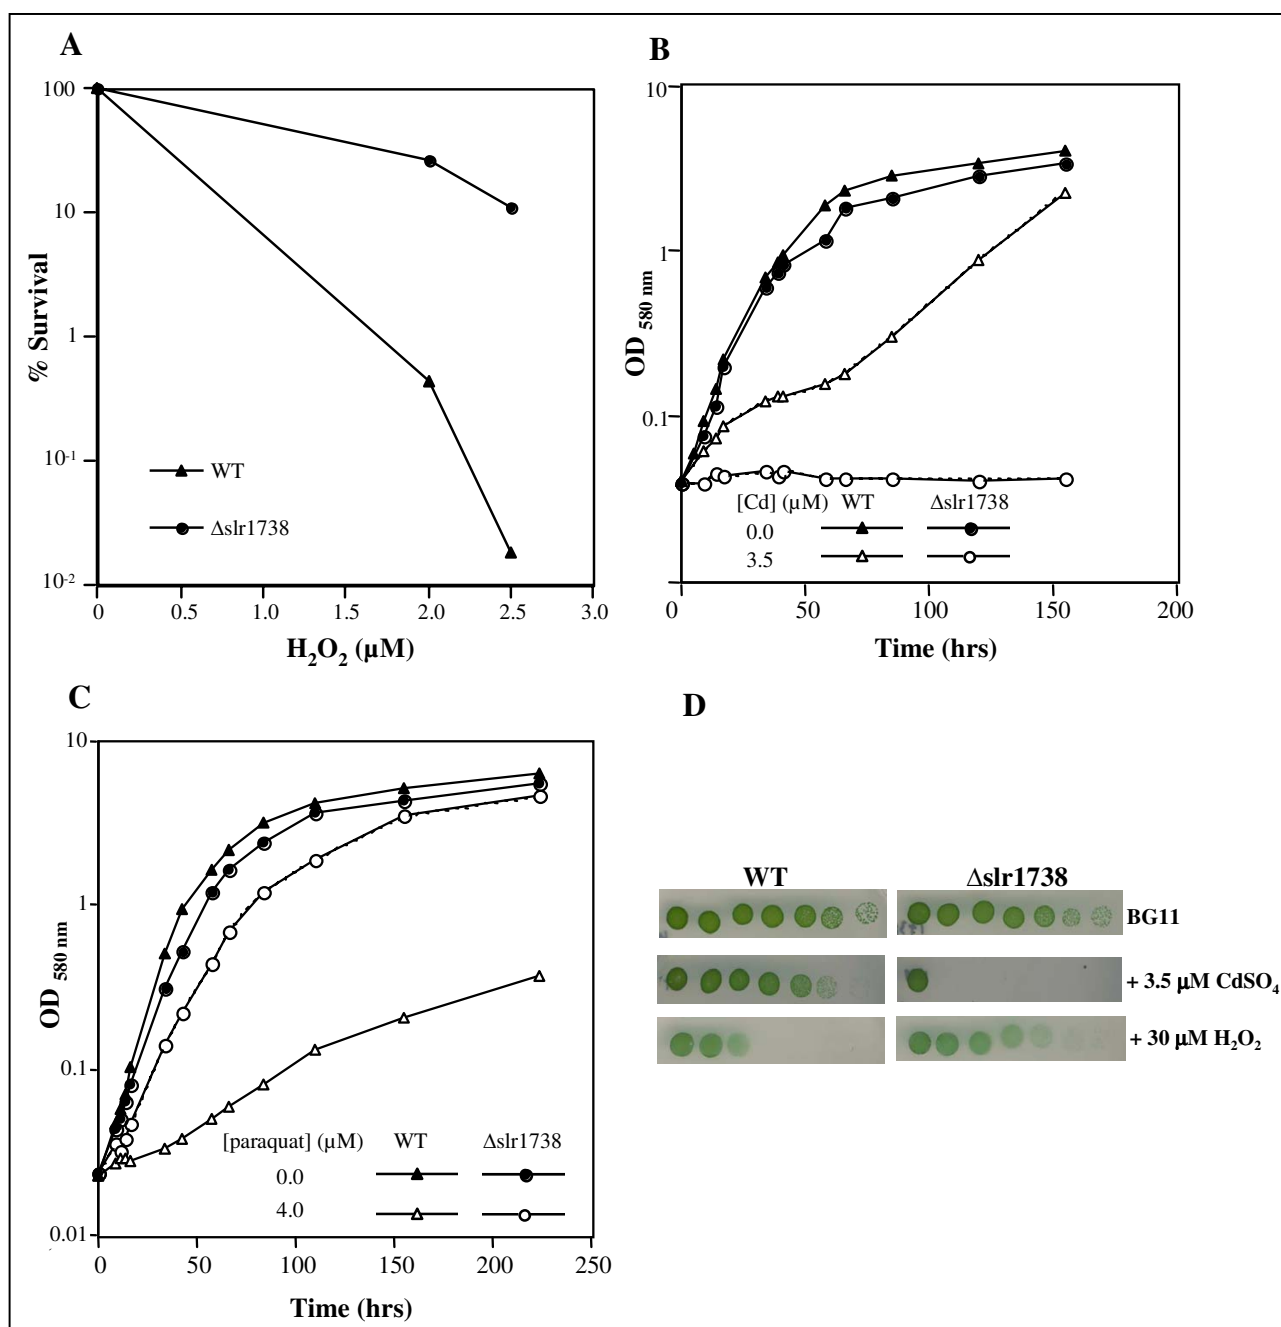 A
100
10
1
10-1
10-2
% Survival
WT
Δslr1738
0 0.5 1.0 1.5 2.0 2.5 3.0
H2O2 (µM)
B
10
1
0.1
OD 580 nm
[Cd] (µM) WT Δslr1738
0.0
3.5
0 50 100 150 200
Time (hrs)
C
10
1
0.1
0.01
OD 580 nm
[paraquat] (µM) WT Δslr1738
0.0
4.0
0 50 100 150 200 250
Time (hrs)
D
WT Δslr1738
BG11
+ 3.5 µM CdSO4
+ 30 µM H2O2